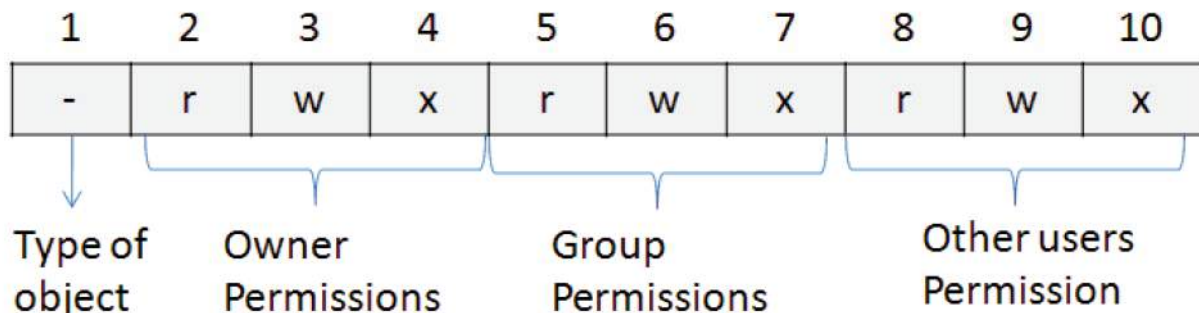 1 2 3 4 5 6 7 8 9 10
- r w x r w x r w x
Type of
object
Owner
Permissions
Group
Permissions
Other users
Permission